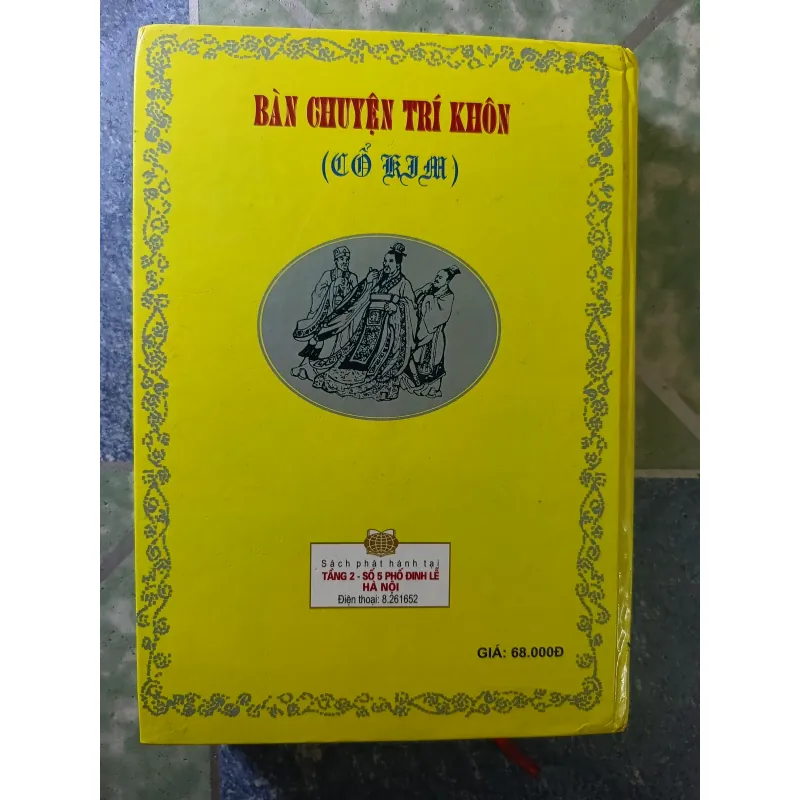 BÀN CHUYỆN TRÍ KHÔN
(CỔ KIM)
Sách phát hành tại
TẦNG 2 - SỐ 5 PHỐ ĐINH LỄ
HÀ NỘI
Điện thoại: 8.261652
GIÁ: 68.000Đ